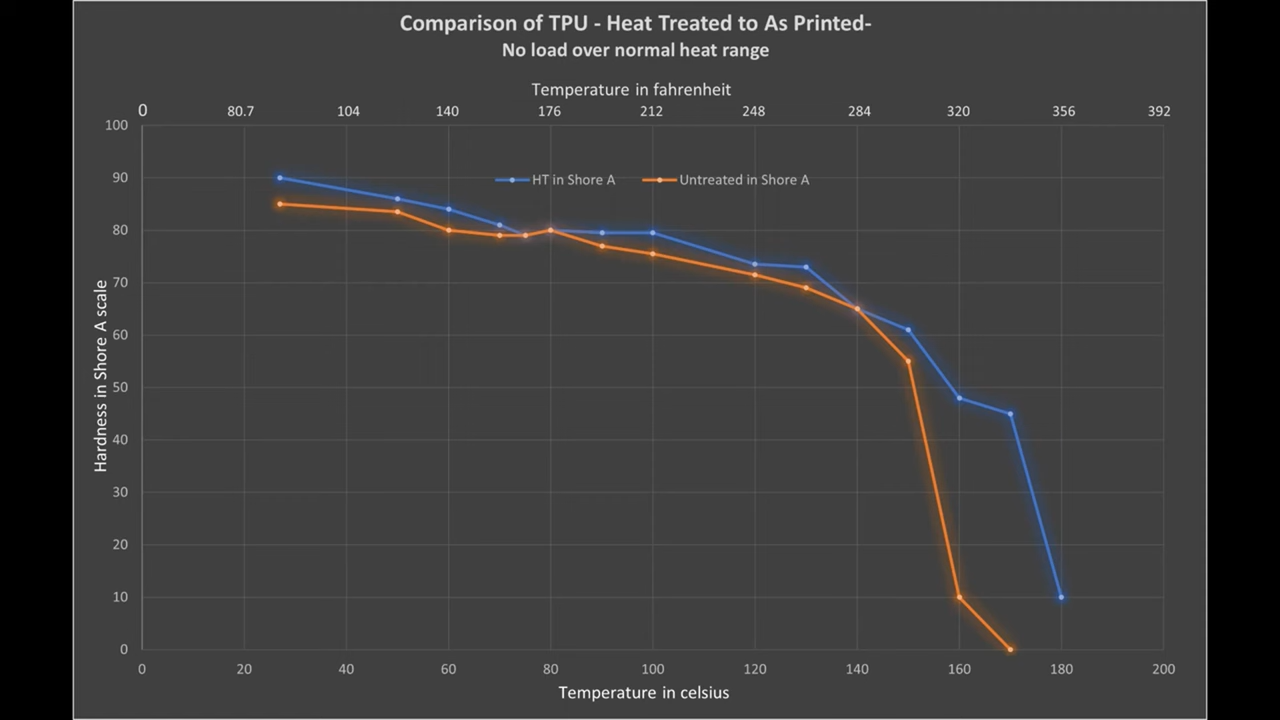 Comparison of TPU - Heat Treated to As Printed-
No load over normal heat range
Temperature in fahrenheit
0 80.7 104 140 176 212 248 284 320 356 392
100
90
HT in Shore A Untreated in Shore A
80
70
60
50
40
30
20
10
0
Hardness in Shore A scale
0 20 40 60 80 100 120 140 160 180 200
Temperature in celsius